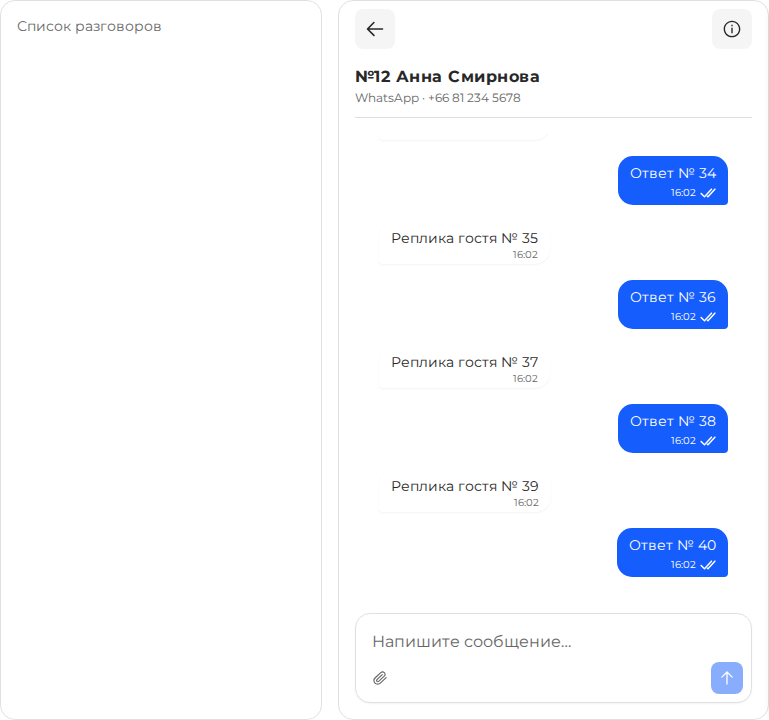 Список разговоров
№12 Анна Смирнова
WhatsApp · +66 81 234 5678
Ответ № 34
16:02
Реплика гостя № 35
16:02
Ответ № 36
16:02
Реплика гостя № 37
16:02
Ответ № 38
16:02
Реплика гостя № 39
16:02
Ответ № 40
16:02
Напишите сообщение...